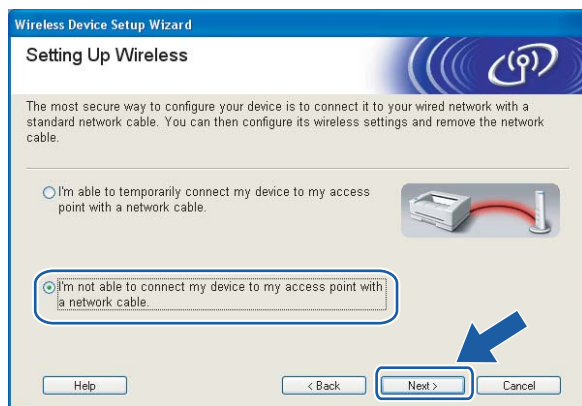 Wireless Device Setup Wizard
Setting Up Wireless
The most secure way to configure your device is to connect it to your wired network with a
standard network cable. You can then configure its wireless settings and remove the network
cable.
I'm able to temporarily connect my device to my access
point with a network cable.
I'm not able to connect my device to my access point with
a network cable.
Help
< Back
Next >
Cancel